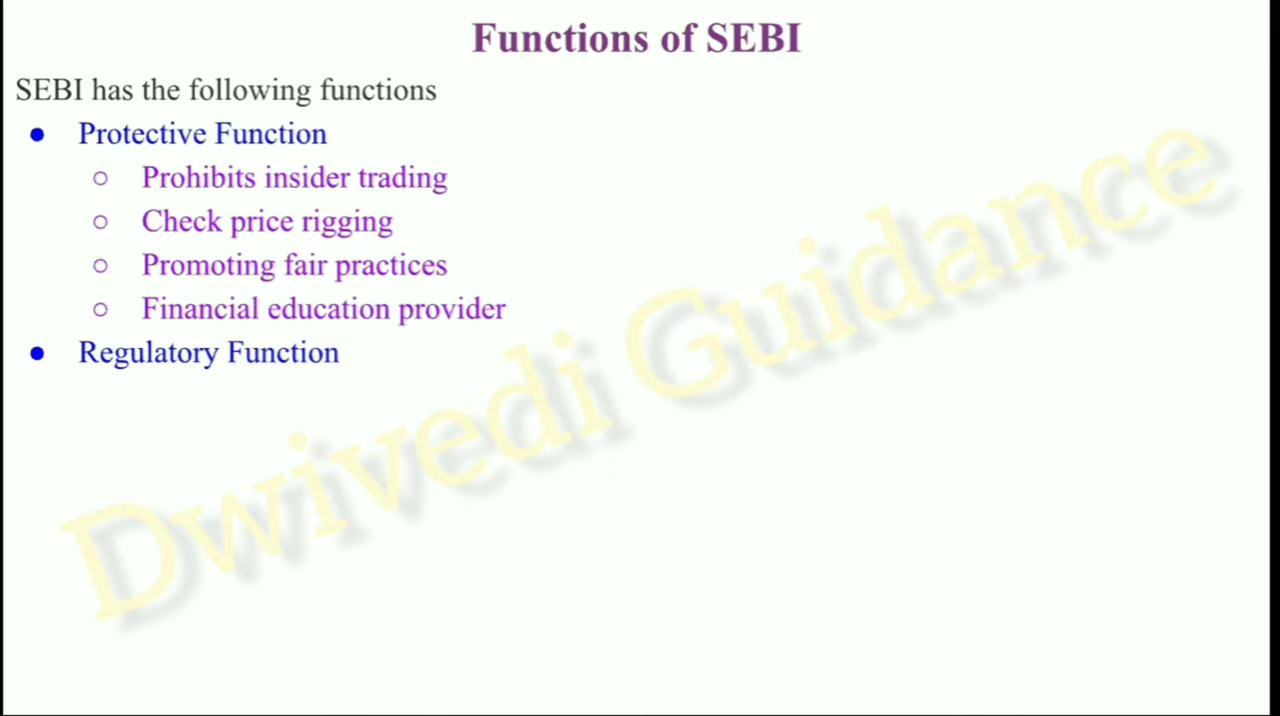 Functions of SEBI
SEBI has the following functions
● Protective Function
○ Prohibits insider trading
○ Check price rigging
○ Promoting fair practices
○ Financial education provider
● Regulatory Function
Dwivedi Guidance